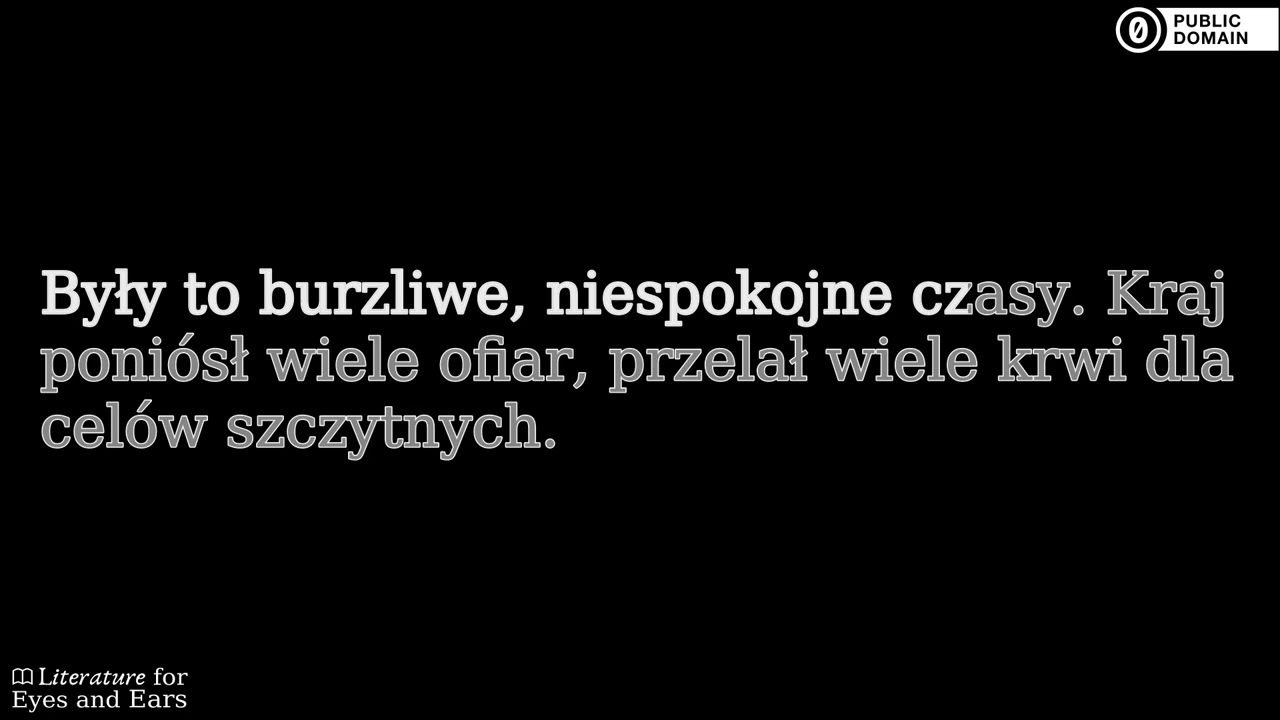 PUBLIC
DOMAIN
Były to burzliwe, niespokojne czasy. Kraj
poniósł wiele ofiar, przelał wiele krwi dla
celów szczytnych.
Literature for
Eyes and Ears